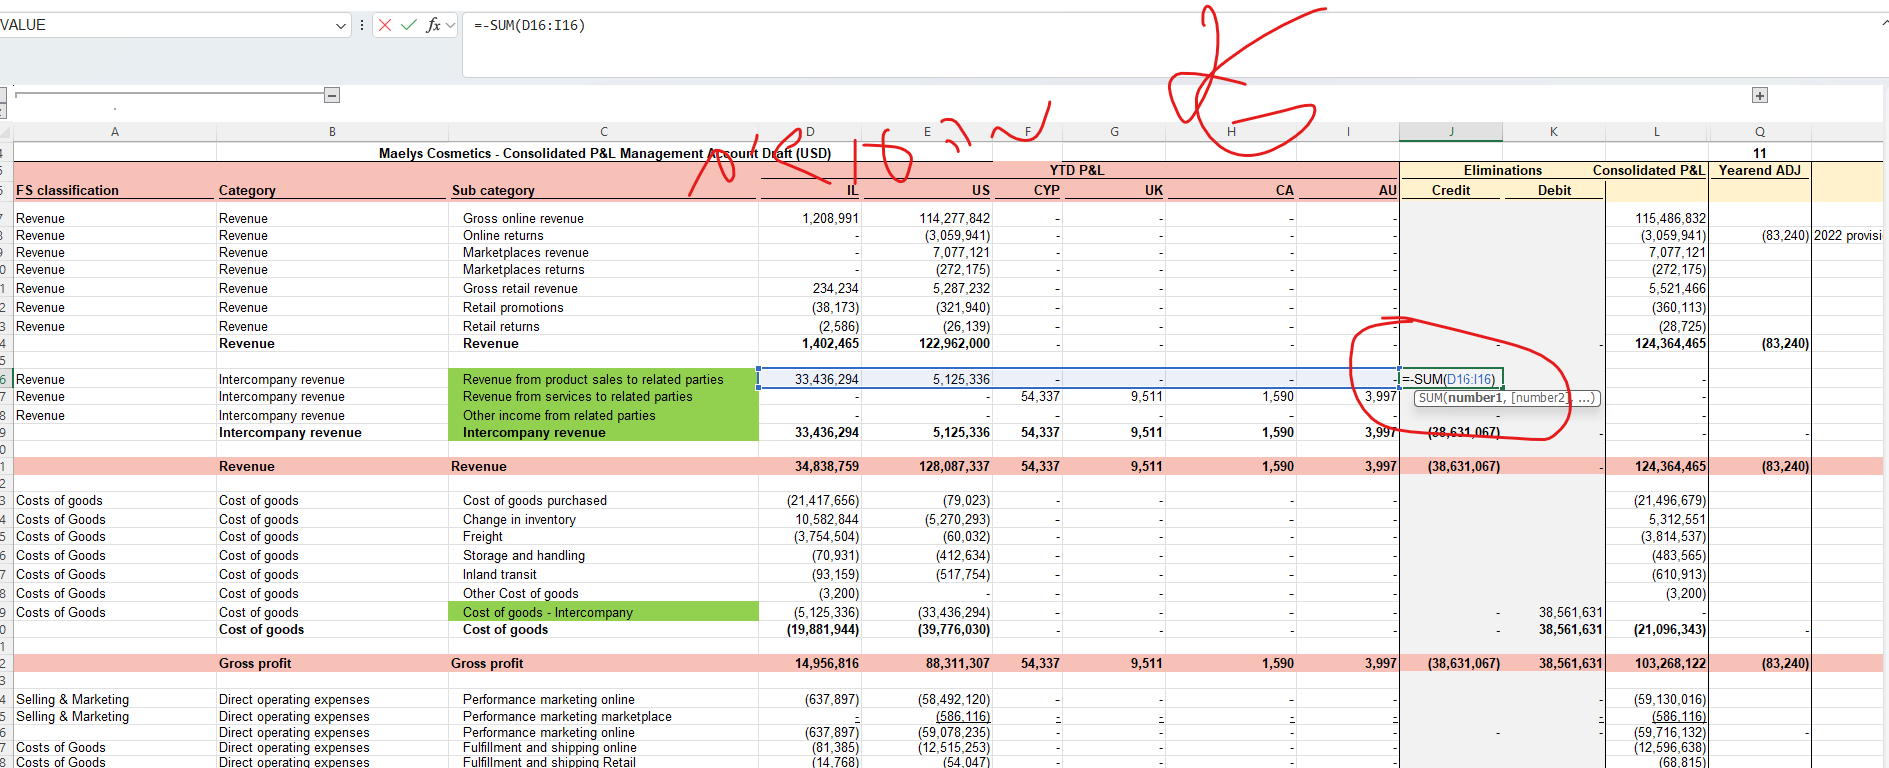 VALUE =-SUM(D16:I16)
A B C D E F G H I J K L Q
Maelys Cosmetics - Consolidated P&L Management Account Draft (USD) 11
YTD P&L Eliminations Consolidated P&L Yearend ADJ
FS classification Category Sub category IL US CYP UK CA AU Credit Debit
Revenue Revenue Gross online revenue 1,208,991 114,277,842 - - - - 115,486,832
Revenue Revenue Online returns - (3,059,941) - - - - (3,059,941) (83,240) 2022 provisi
Revenue Revenue Marketplaces revenue - 7,077,121 - - - - 7,077,121
Revenue Revenue Marketplaces returns - (272,175) - - - - (272,175)
Revenue Revenue Gross retail revenue 234,234 5,287,232 - - - - 5,521,466
Revenue Revenue Retail promotions (38,173) (321,940) - - - - (360,113)
Revenue Revenue Retail returns (2,586) (26,139) - - - - (28,725)
Revenue Revenue 1,402,465 122,962,000 - - - - - - 124,364,465 (83,240)
Revenue Intercompany revenue Revenue from product sales to related parties 33,436,294 5,125,336 - - - - =-SUM(D16:I16) -
Revenue Intercompany revenue Revenue from services to related parties - - 54,337 9,511 1,590 3,997 SUM(number1, [number2], ...) -
Revenue Intercompany revenue Other income from related parties - - - - - - - -
Intercompany revenue Intercompany revenue 33,436,294 5,125,336 54,337 9,511 1,590 3,997 (38,631,067) - - -
Revenue Revenue 34,838,759 128,087,337 54,337 9,511 1,590 3,997 (38,631,067) - 124,364,465 (83,240)
Costs of goods Cost of goods Cost of goods purchased (21,417,656) (79,023) - - - - (21,496,679)
Costs of Goods Cost of goods Change in inventory 10,582,844 (5,270,293) - - - - 5,312,551
Costs of Goods Cost of goods Freight (3,754,504) (60,032) - - - - (3,814,537)
Costs of Goods Cost of goods Storage and handling (70,931) (412,634) - - - - (483,565)
Costs of Goods Cost of goods Inland transit (93,159) (517,754) - - - - (610,913)
Costs of Goods Cost of goods Other Cost of goods (3,200) - - - - - (3,200)
Costs of Goods Cost of goods Cost of goods - Intercompany (5,125,336) (33,436,294) - - - - - 38,561,631 -
Cost of goods Cost of goods (19,881,944) (39,776,030) - - - - - 38,561,631 (21,096,343) -
Gross profit Gross profit 14,956,816 88,311,307 54,337 9,511 1,590 3,997 (38,631,067) 38,561,631 103,268,122 (83,240)
Selling & Marketing Direct operating expenses Performance marketing online (637,897) (58,492,120) - - - - - (59,130,016)
Selling & Marketing Direct operating expenses Performance marketing marketplace - (586,116) - - - - - (586,116)
Direct operating expenses Performance marketing online (637,897) (59,078,235) - - - - - - (59,716,132) -
Costs of Goods Direct operating expenses Fulfillment and shipping online (81,385) (12,515,253) - - - - - (12,596,638)
Costs of Goods Direct operating expenses Fulfillment and shipping Retail (14,768) (54,047) - - - - - (68,815)